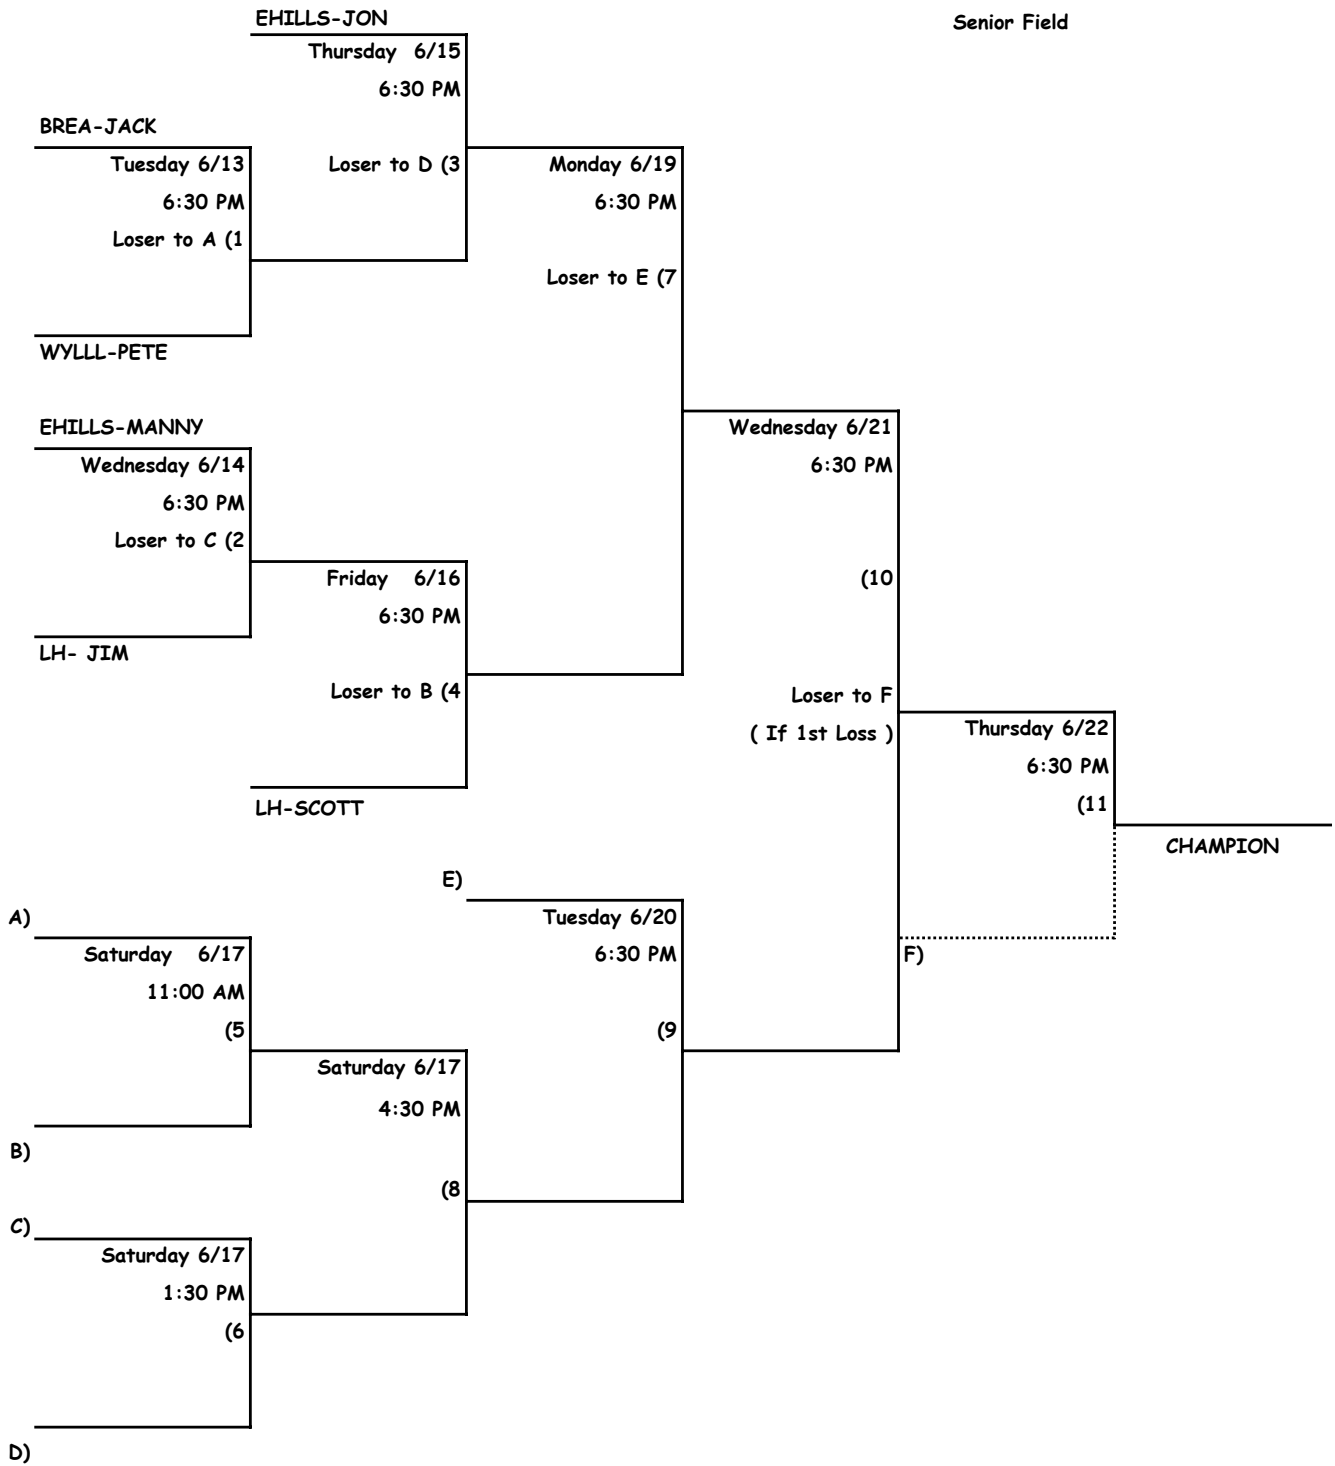 EHILLS-JON
Senior Field
Thursday 6/15
6:30 PM
BREA-JACK
Tuesday 6/13
Loser to D (3
Monday 6/19
6:30 PM
6:30 PM
Loser to A (1
Loser to E (7
WYLLL-PETE
EHILLS-MANNY
Wednesday 6/21
Wednesday 6/14
6:30 PM
6:30 PM
Loser to C (2
Friday 6/16
(10
6:30 PM
LH- JIM
Loser to B (4
Loser to F
( If 1st Loss )
Thursday 6/22
6:30 PM
LH-SCOTT
(11
CHAMPION
E)
A)
Tuesday 6/20
Saturday 6/17
6:30 PM
F)
11:00 AM
(5
(9
Saturday 6/17
4:30 PM
B)
(8
C)
Saturday 6/17
1:30 PM
(6
D)